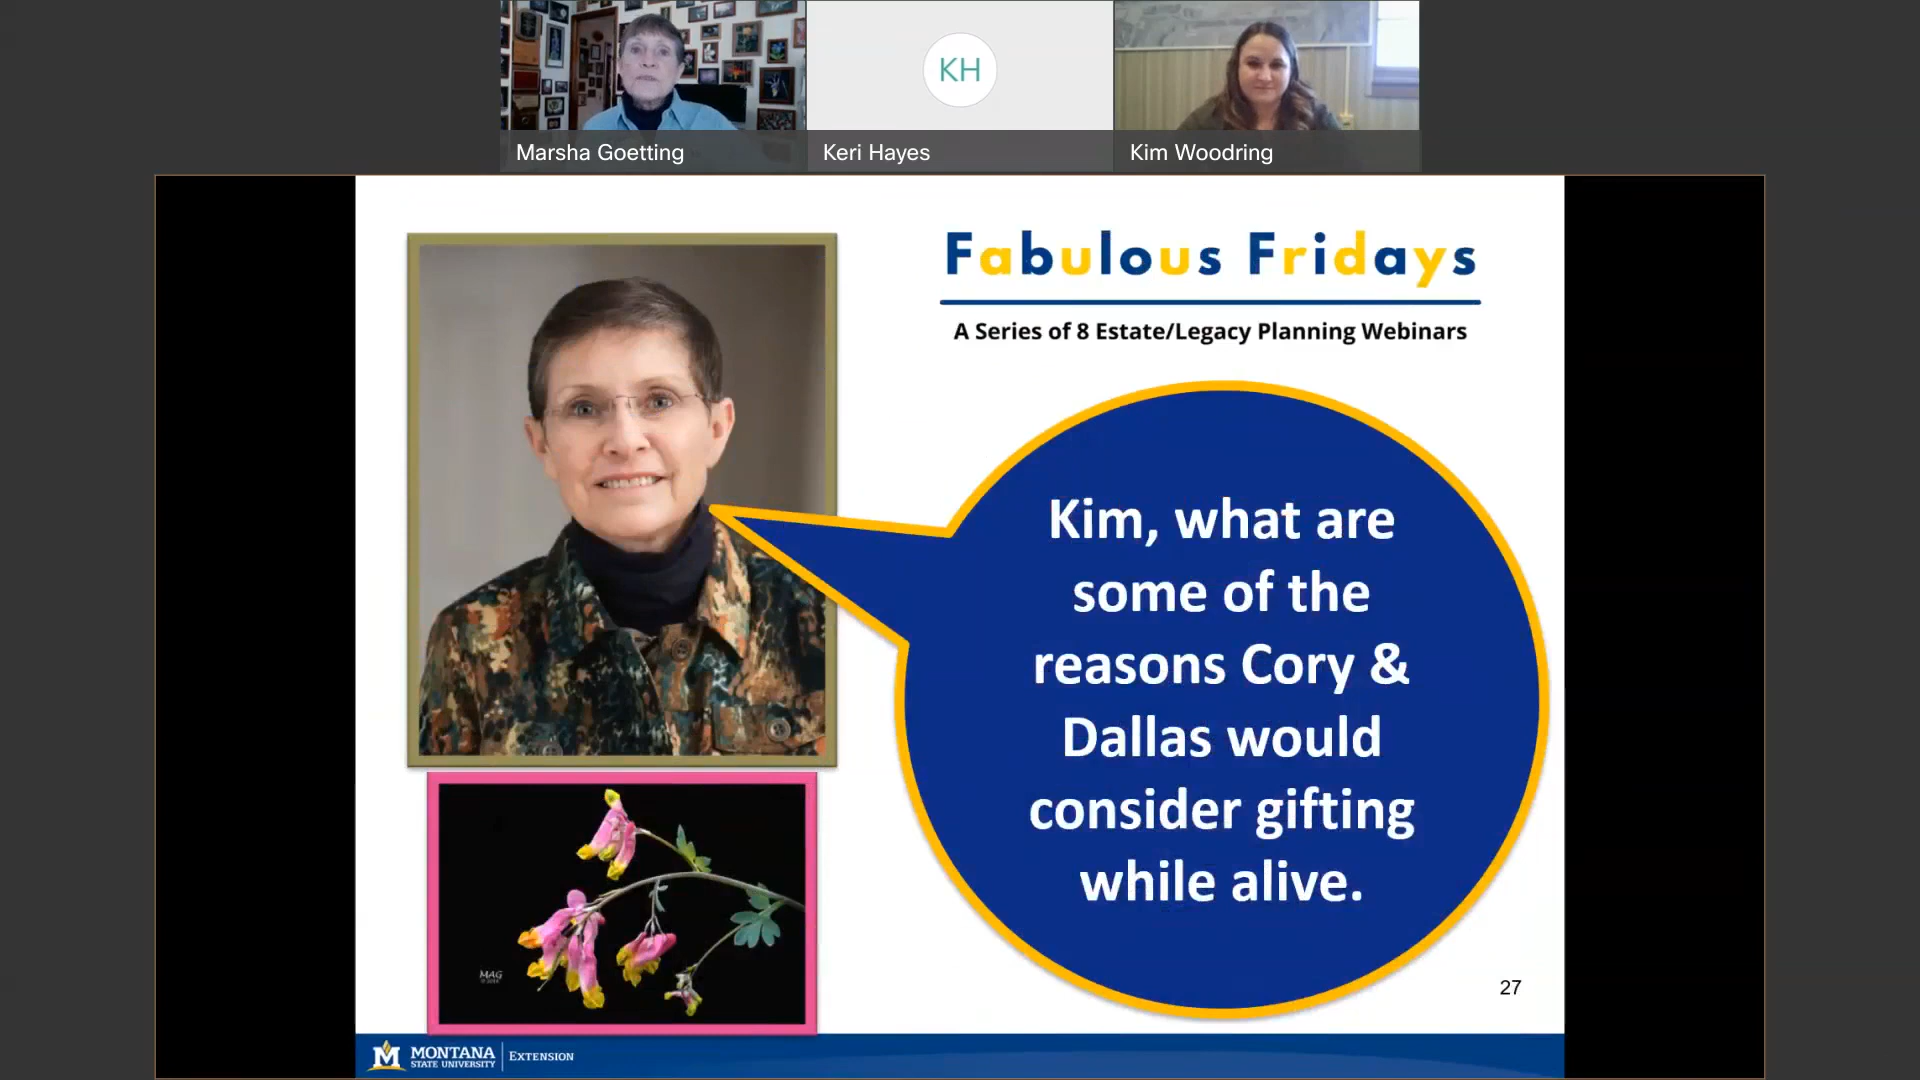 KH
Marsha Goetting
Keri Hayes
Kim Woodring
Fabulous Fridays
A Series of 8 Estate/Legacy Planning Webinars
Kim, what are
some of the
reasons Cory &
Dallas would
consider gifting
while alive.
MAG
27
M
MONTANA
STATE UNIVERSITY
EXTENSION